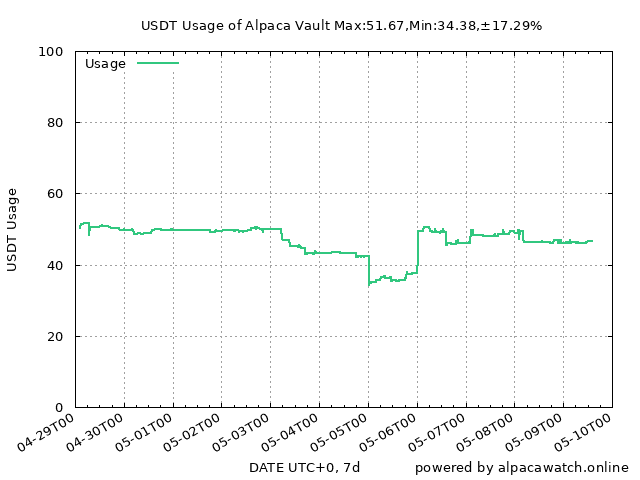 USDT Usage of Alpaca Vault Max:51.67,Min:34.38,±17.29%
100
Usage
80
60
USDT Usage
40
20
0
04-29T00
04-30T00
05-01T00
05-02T00
05-03T00
05-04T00
05-05T00
05-06T00
05-07T00
05-08T00
05-09T00
05-10T00
DATE UTC+0, 7d
powered by alpacawatch.online